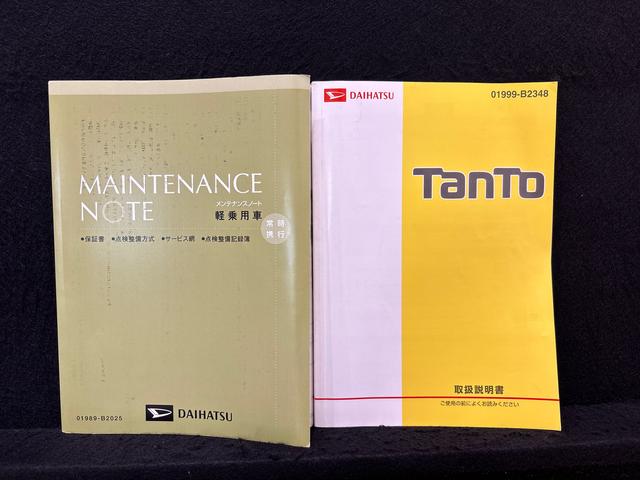 MAINTENANCE
NOTE
メンテナンスノート
軽乗用車
常時
携行
●保証書 ●点検整備方式 ●サービス網 ●点検整備記録簿
01989-B2025
DAIHATSU
DAIHATSU
01999-B2348
TanTo
取扱説明書
ご使用の前によくお読みください